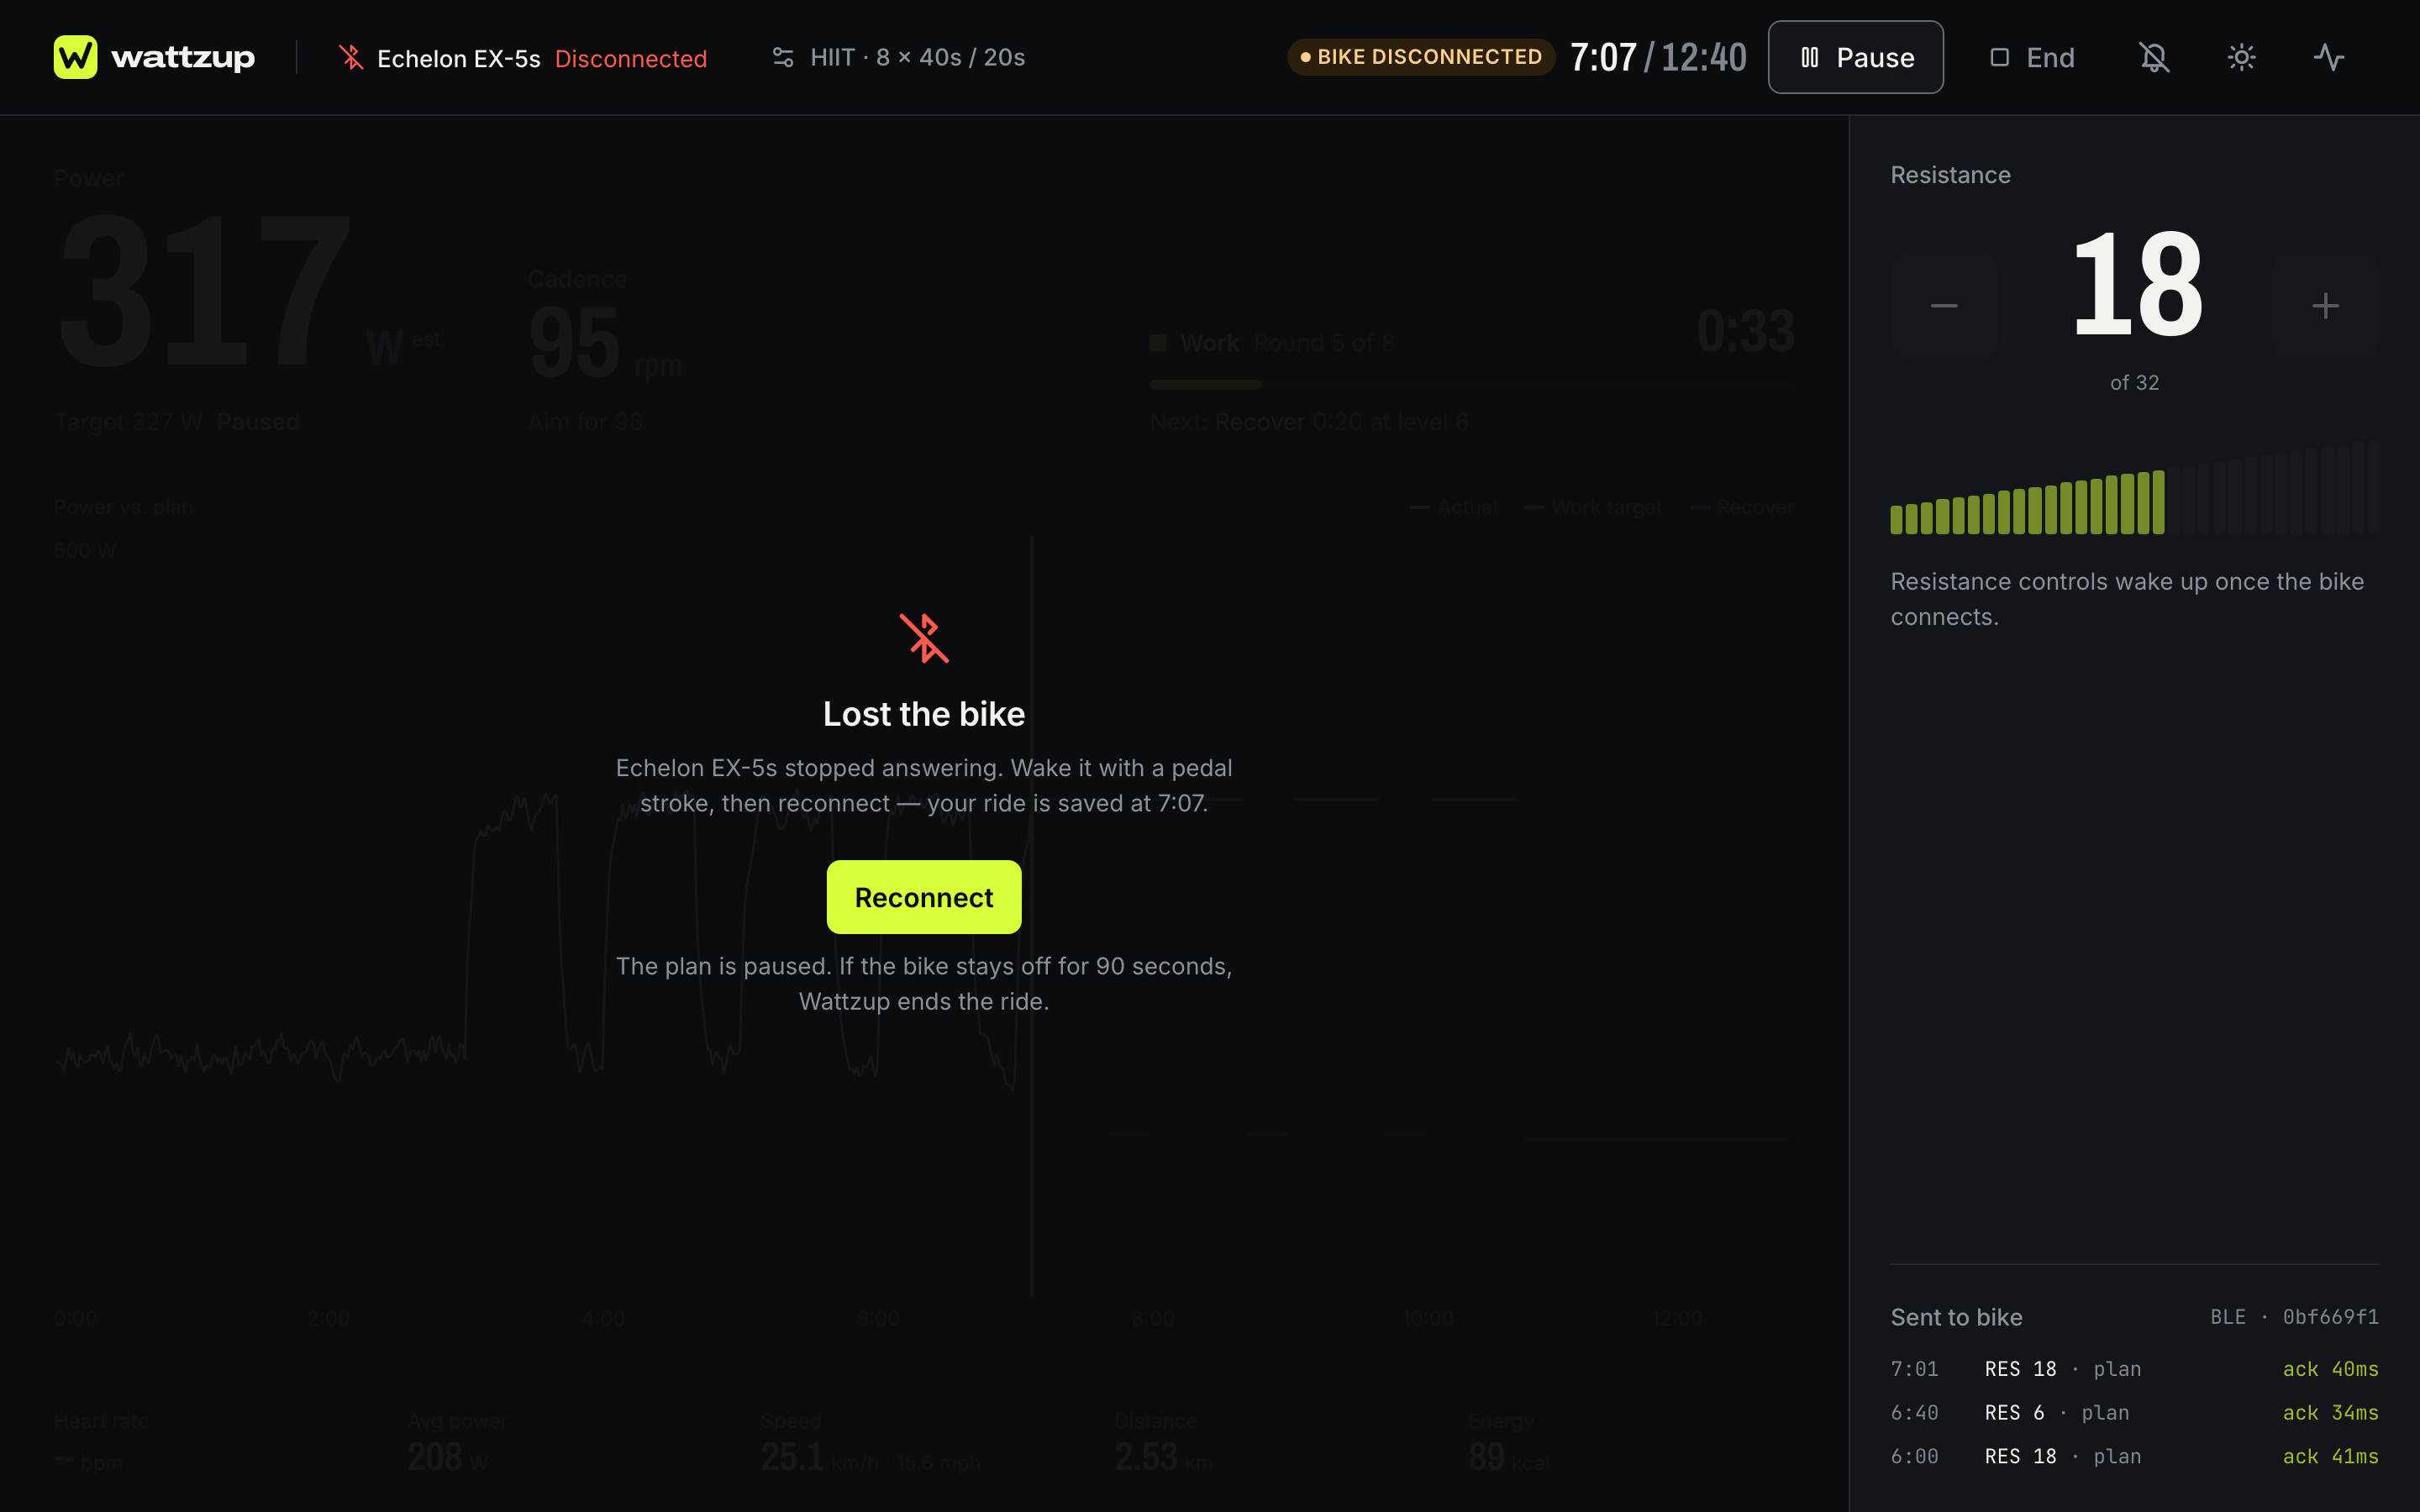 wattzup
Echelon EX-5s Disconnected
HIIT · 8 × 40s / 20s
BIKE DISCONNECTED
7:07 / 12:40
Pause
End
Power
317 W est.
Target 327 W Paused
Cadence
95 rpm
Aim for 98
Work Round 5 of 8
0:33
Next: Recover 0:20 at level 6
Power vs. plan
Actual Work target Recover
500 W
Lost the bike
Echelon EX-5s stopped answering. Wake it with a pedal
stroke, then reconnect — your ride is saved at 7:07.
Reconnect
The plan is paused. If the bike stays off for 90 seconds,
Wattzup ends the ride.
0:00 2:00 4:00 6:00 8:00 10:00 12:00
Heart rate
-- bpm
Avg power
208 W
Speed
25.1 km/h · 15.6 mph
Distance
2.53 km
Energy
89 kcal
Resistance
− 18 +
of 32
Resistance controls wake up once the bike
connects.
Sent to bike BLE · 0bf669f1
7:01 RES 18 · plan ack 40ms
6:40 RES 6 · plan ack 34ms
6:00 RES 18 · plan ack 41ms